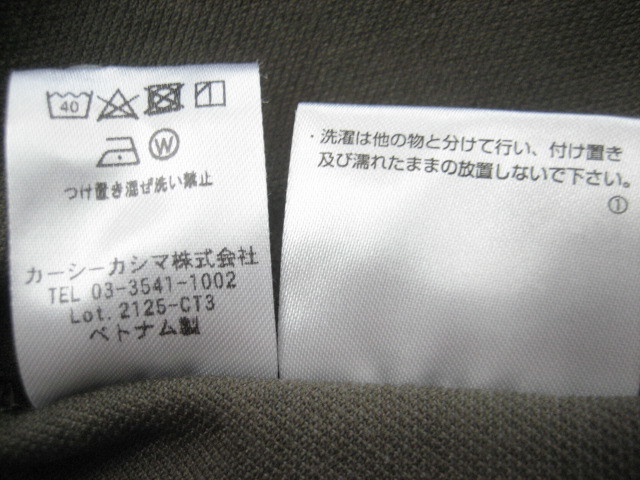 40
W
つけ置き混ぜ洗い禁止
カーシーカシマ株式会社
TEL 03-3541-1002
Lot. 2125-CT3
ベトナム製
・洗濯は他の物と分けて行い、付け置き
及び濡れたままの放置しないで下さい。
①